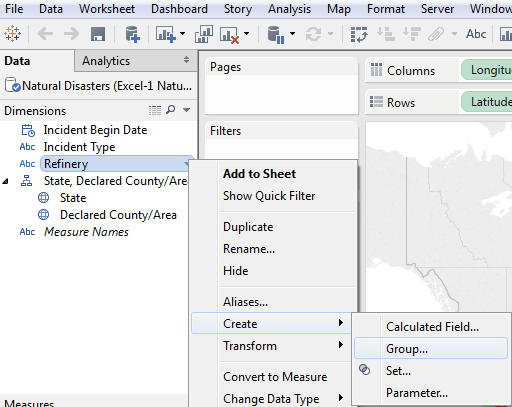 File Data Worksheet Dashboard Story Analysis Map Format Server Window
Abc
Data Analytics
Natural Disasters (Excel-1 Natu...
Dimensions
Incident Begin Date
Abc Incident Type
Abc Refinery
State, Declared County/Area
State
Declared County/Area
Abc Measure Names
Measures
Pages
Filters
Columns Longitu
Rows Latitude
Add to Sheet
Show Quick Filter
Duplicate
Rename...
Hide
Aliases...
Create
Transform
Convert to Measure
Change Data Type
Calculated Field...
Group...
Set...
Parameter...